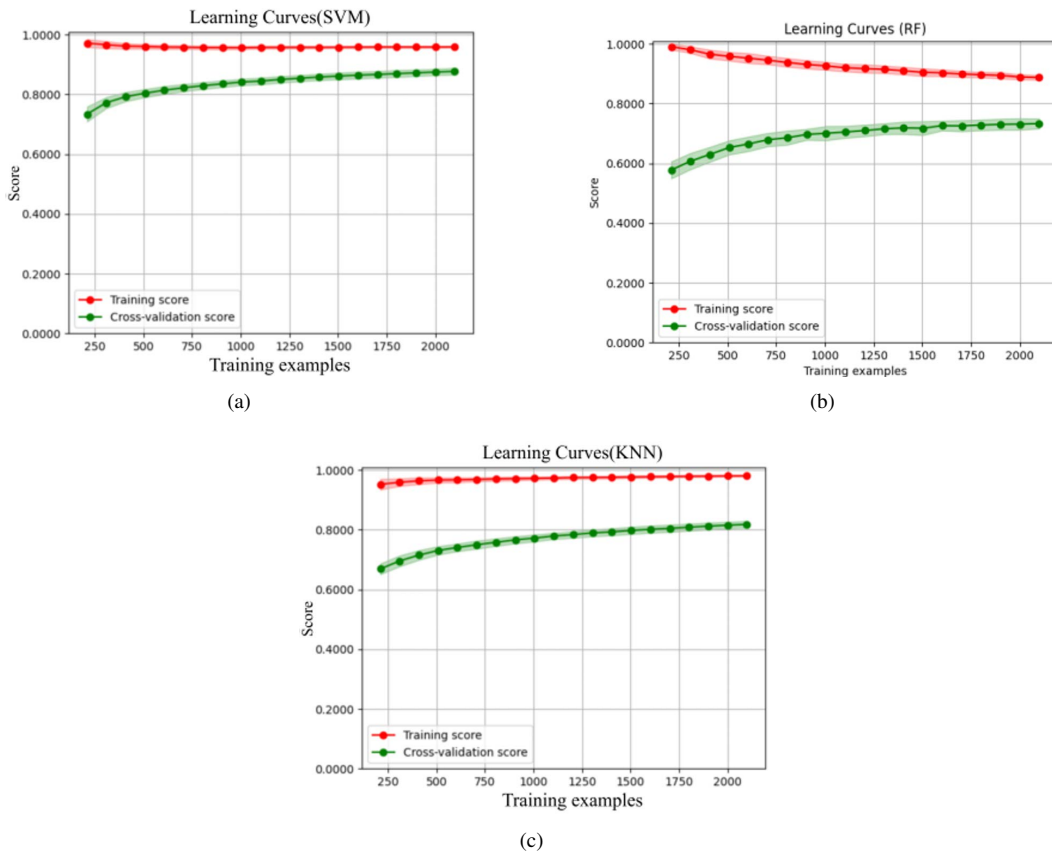 Learning Curves(SVM)
1.0000
0.8000
0.6000
0.4000
0.2000
0.0000
Score
Training score
Cross-validation score
250 500 750 1000 1250 1500 1750 2000
Training examples
(a)
Learning Curves (RF)
1.0000
0.8000
0.6000
0.4000
0.2000
0.0000
Score
Training score
Cross-validation score
250 500 750 1000 1250 1500 1750 2000
Training examples
(b)
Learning Curves(KNN)
1.0000
0.8000
0.6000
0.4000
0.2000
0.0000
Score
Training score
Cross-validation score
250 500 750 1000 1250 1500 1750 2000
Training examples
(c)